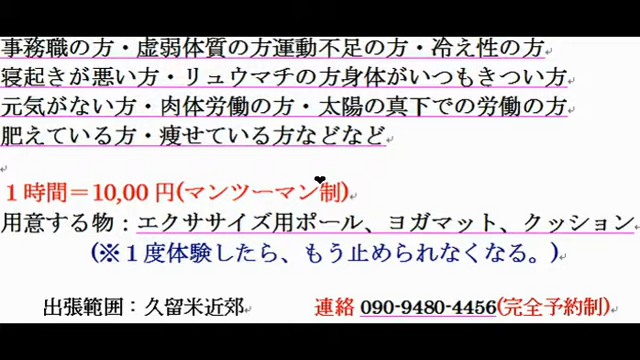 事務職の方・虚弱体質の方運動不足の方・冷え性の方
寝起きが悪い方・リュウマチの方身体がいつもきつい方
元気がない方・肉体労働の方・太陽の真下での労働の方
肥えている方・痩せている方などなど
1時間＝10,00円(マンツーマン制)
用意する物：エクササイズ用ポール、ヨガマット、クッション
(※１度体験したら、もう止められなくなる。)
出張範囲：久留米近郊 連絡 090-9480-4456(完全予約制)